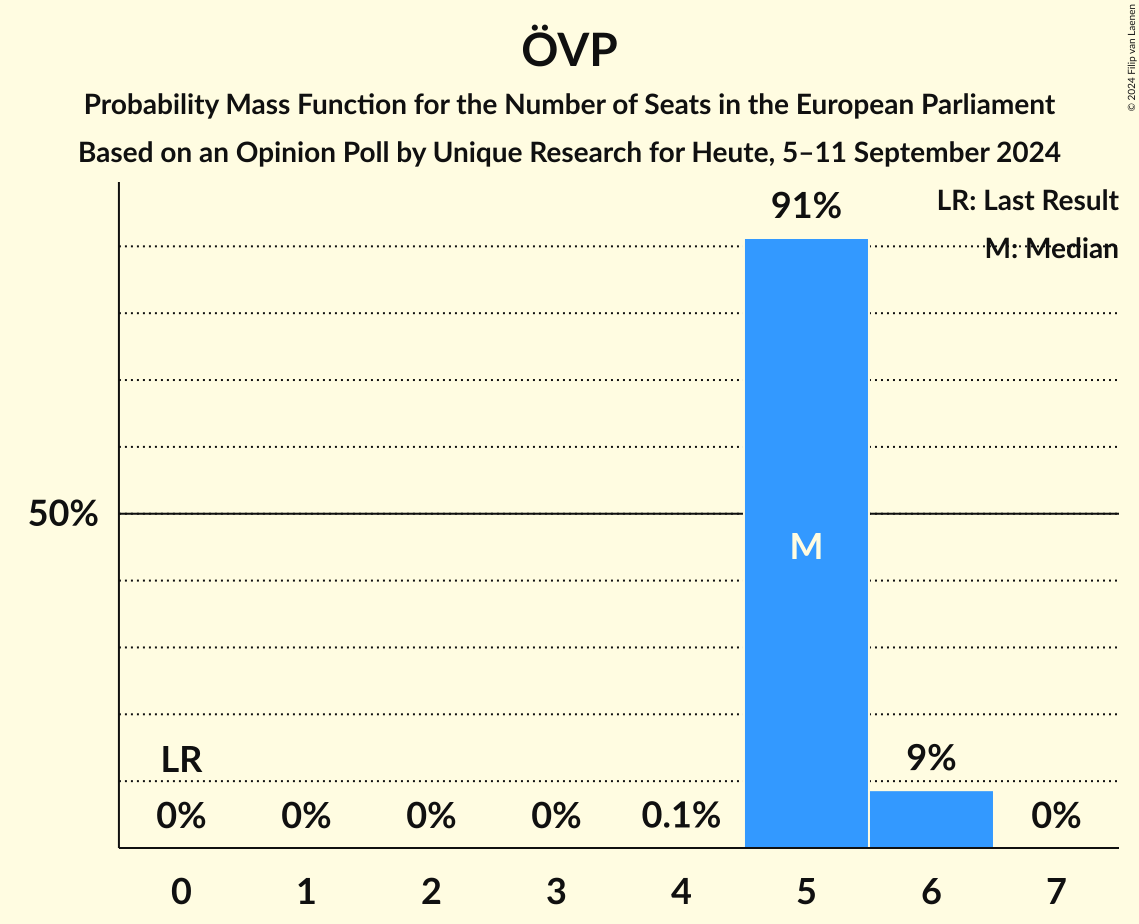 ÖVP
Probability Mass Function for the Number of Seats in the European Parliament
Based on an Opinion Poll by Unique Research for Heute, 5–11 September 2024
© 2024 Filip van Laenen
LR: Last Result
M: Median
91%
50%
M
LR
9%
0% 0% 0% 0% 0.1% 0%
0 1 2 3 4 5 6 7